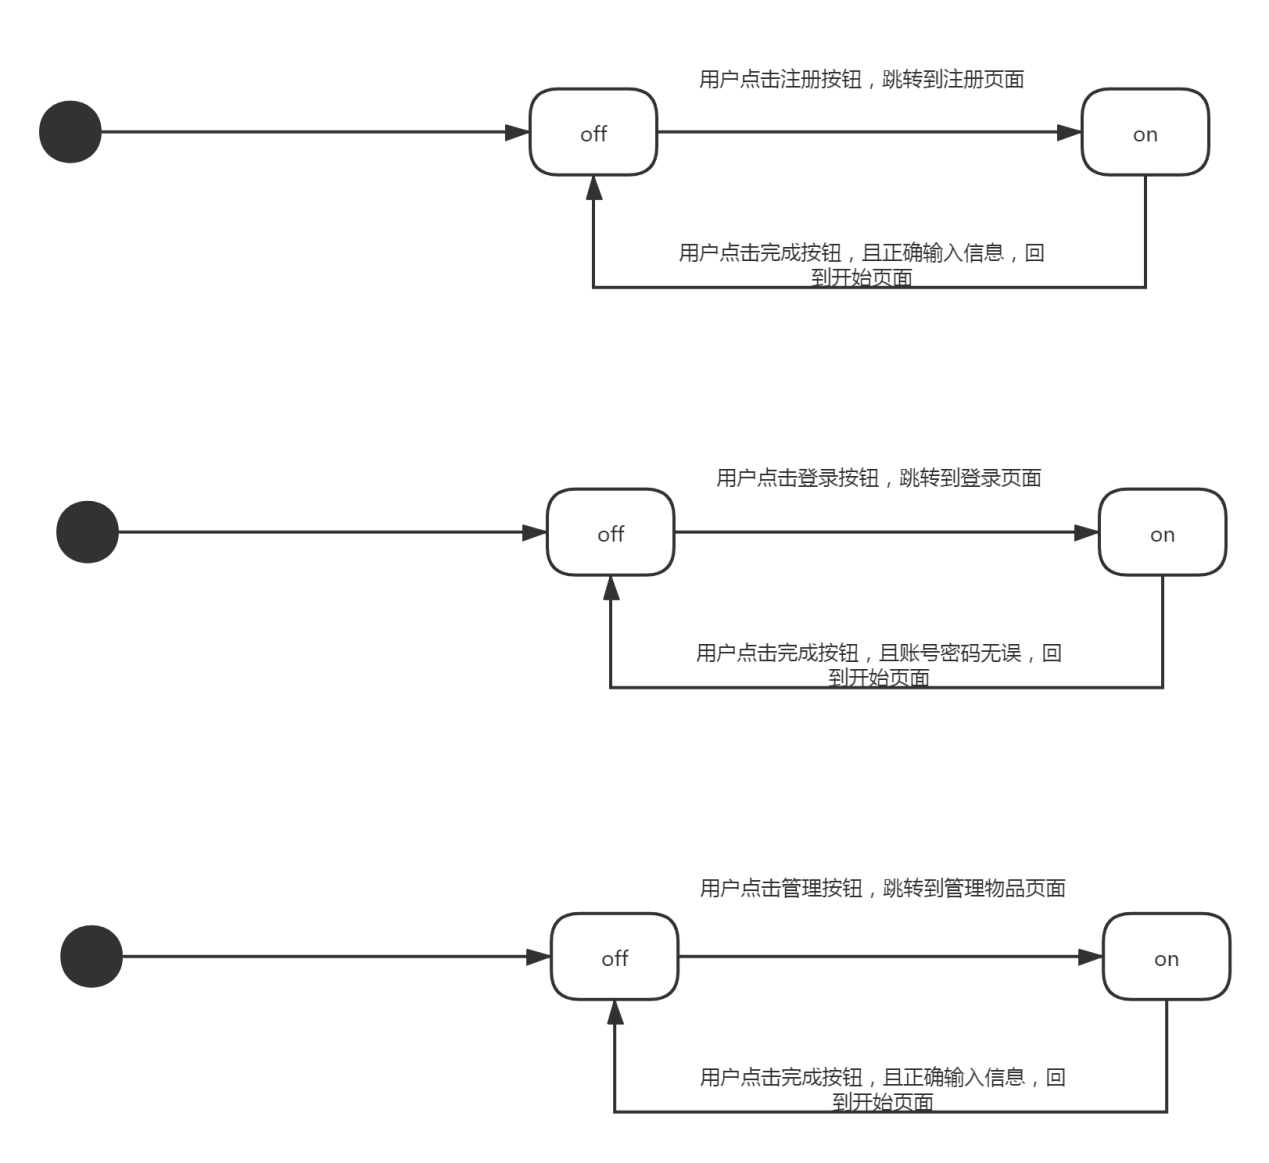 用户点击注册按钮，跳转到注册页面
off
on
用户点击完成按钮，且正确输入信息，回
到开始页面
用户点击登录按钮，跳转到登录页面
off
on
用户点击完成按钮，且账号密码无误，回
到开始页面
用户点击管理按钮，跳转到管理物品页面
off
on
用户点击完成按钮，且正确输入信息，回
到开始页面